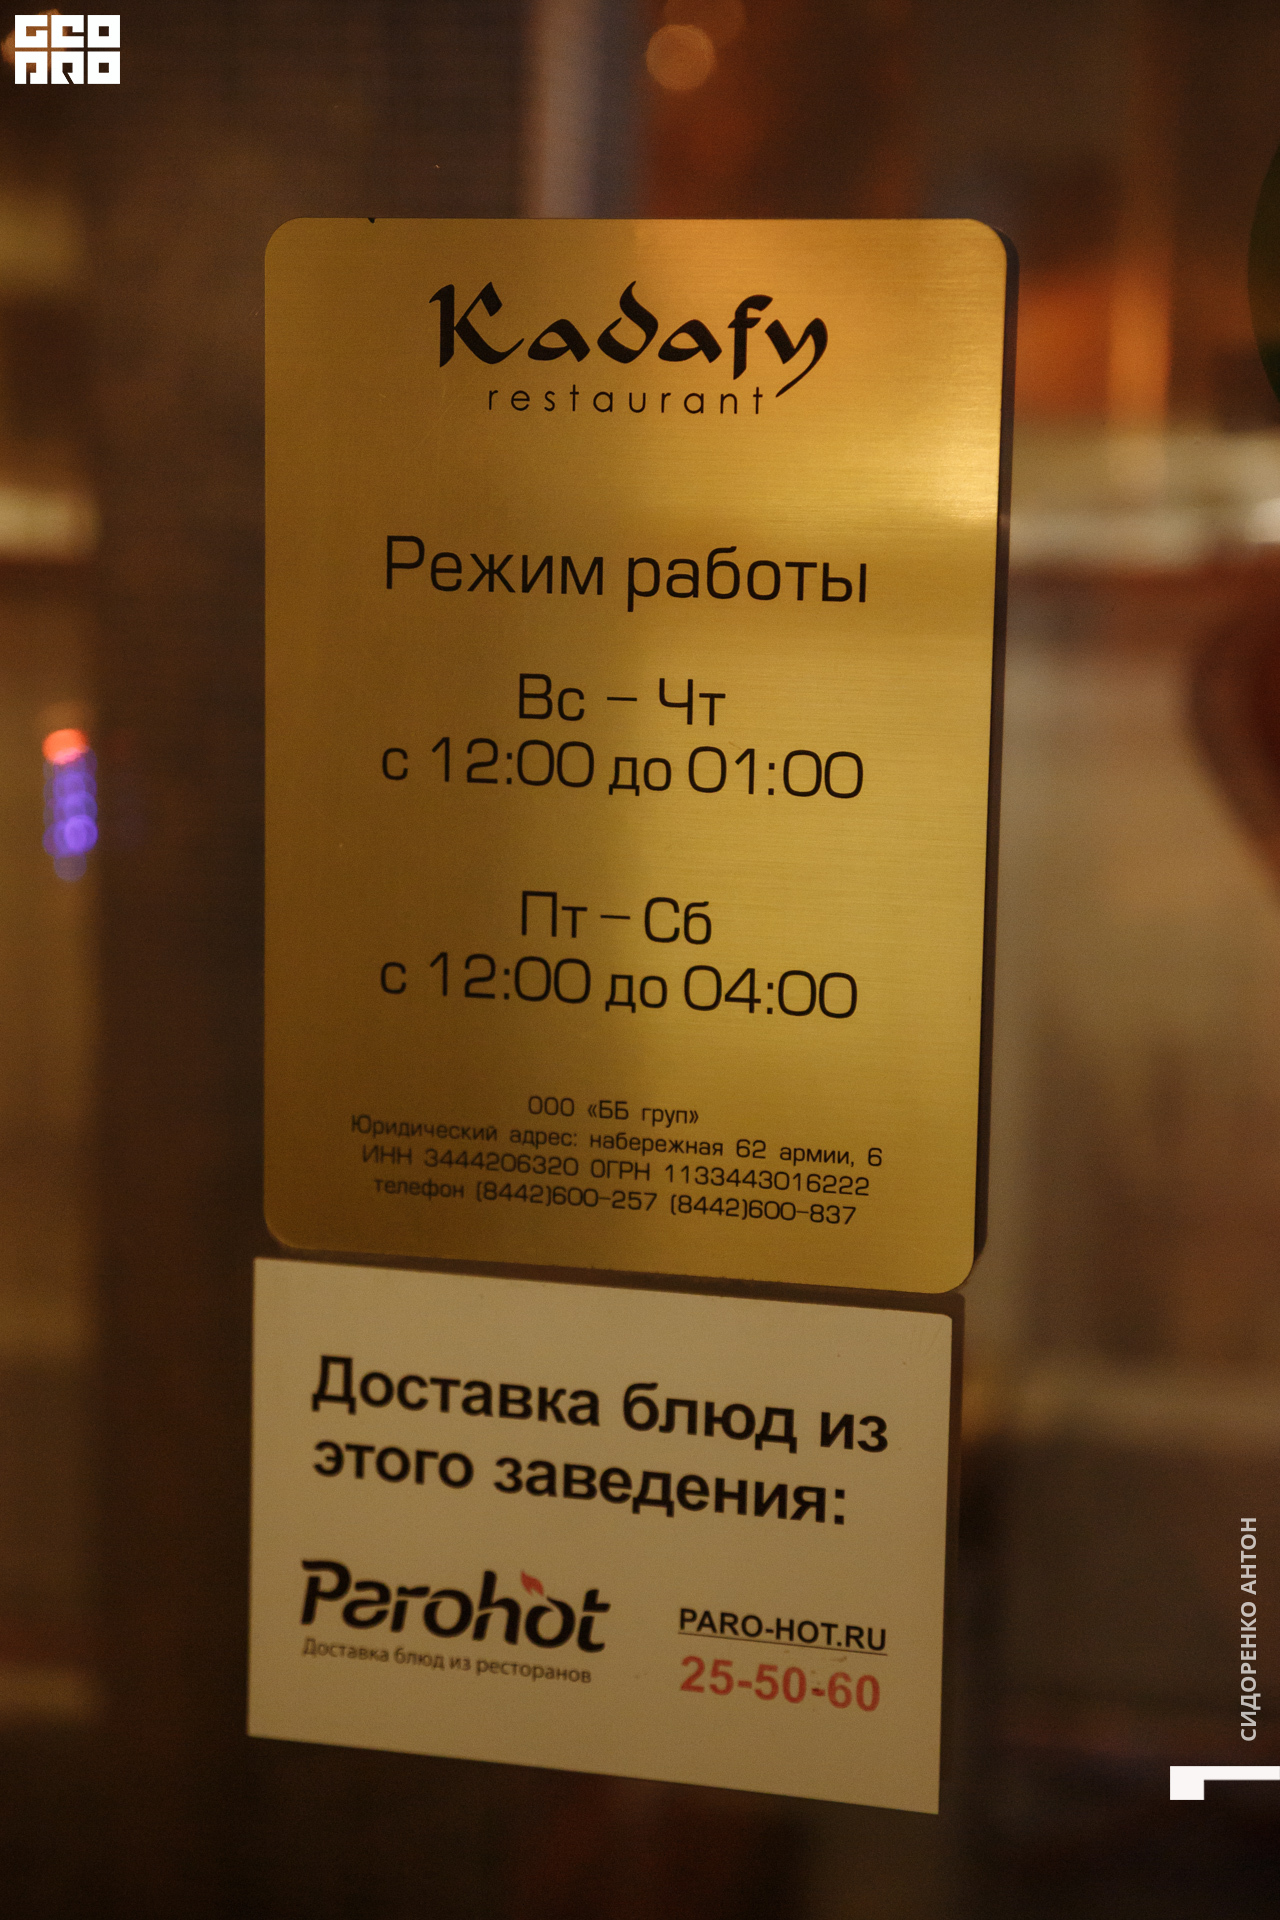 GEO
PRO
Kadafy
restaurant
Режим работы
Вс – Чт
с 12:00 до 01:00
Пт – Сб
с 12:00 до 04:00
ООО «ББ груп»
Юридический адрес: набережная 62 армии, 6
ИНН 3444206320 ОГРН 1133443016222
телефон (8442)600-257 (8442)600-837
Доставка блюд из
этого заведения:
Parohot
Доставка блюд из ресторанов
PARO-HOT.RU
25-50-60
СИДОРЕНКО АНТОН